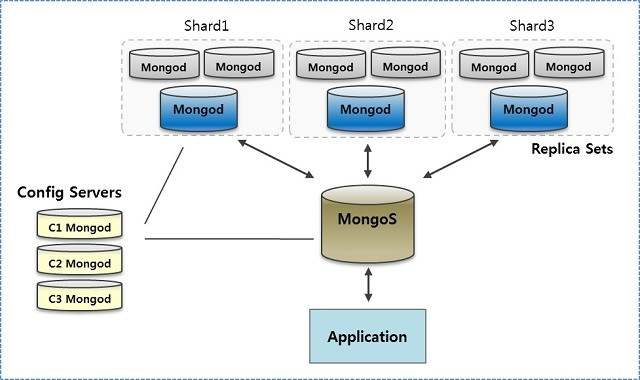 Shard1 Shard2 Shard3
Mongod Mongod Mongod Mongod Mongod Mongod
Mongod Mongod Mongod
Replica Sets
Config Servers
C1 Mongod
C2 Mongod
C3 Mongod
MongoS
Application